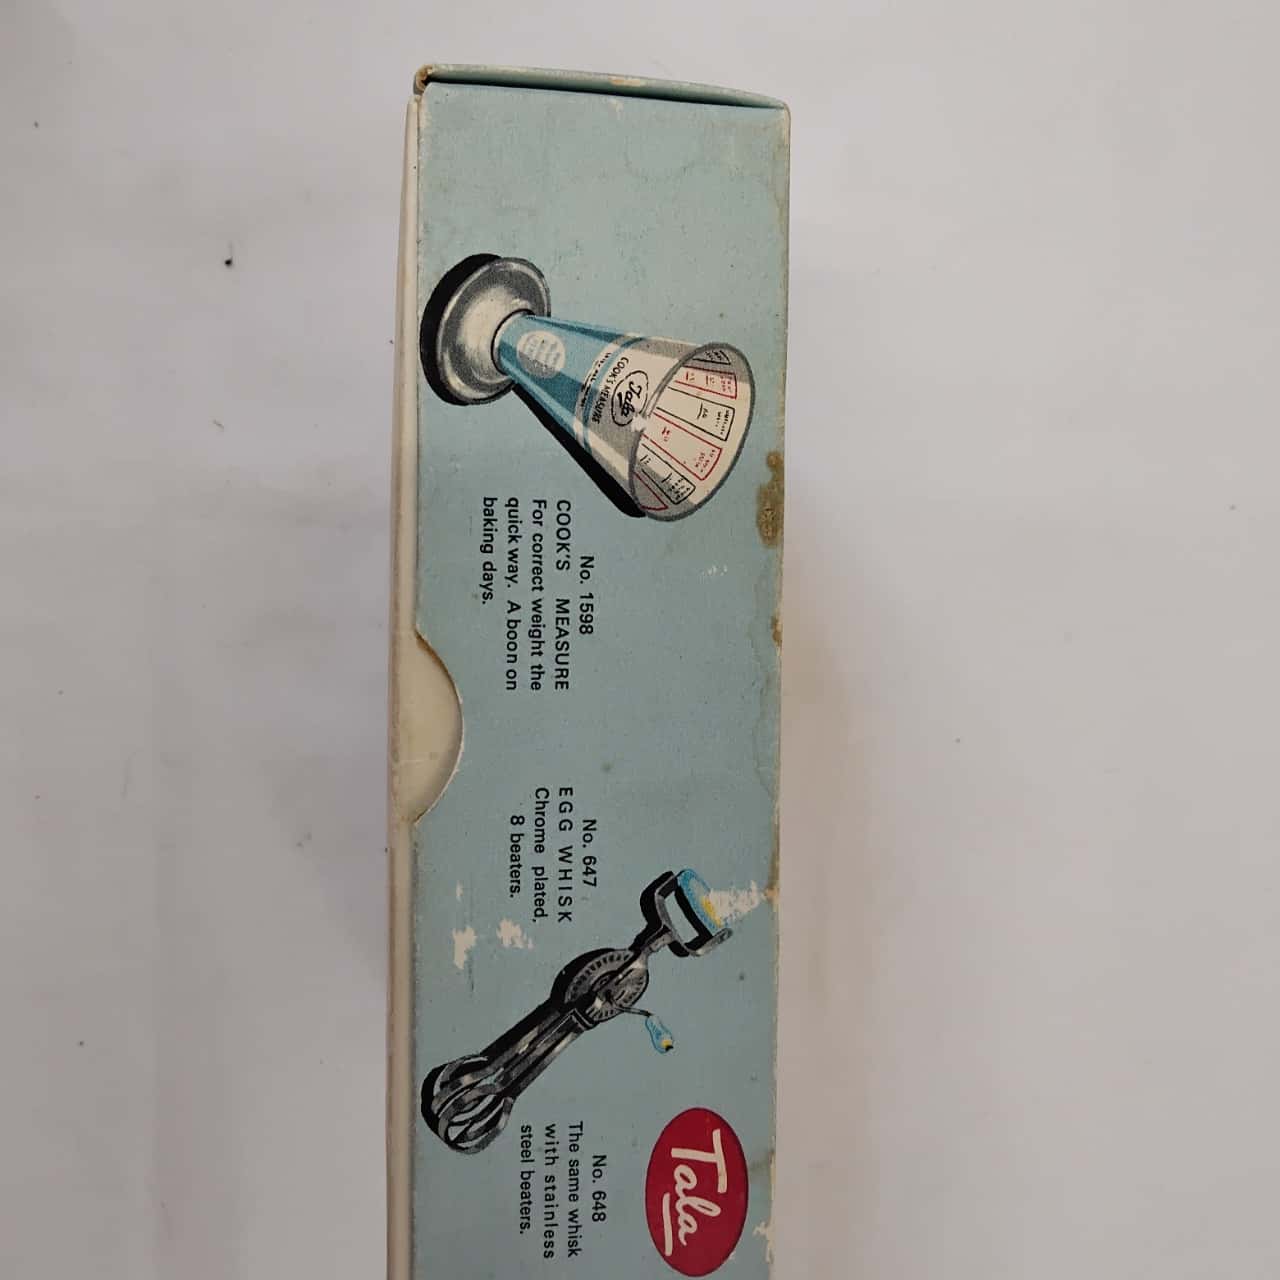 Tala
COOK'S MEASURE
No. 1598
COOK'S MEASURE
For correct weight the
quick way. A boon on
baking days.
No. 647
EGG WHISK
Chrome plated,
8 beaters.
No. 648
The same whisk
with stainless
steel beaters.
Tala